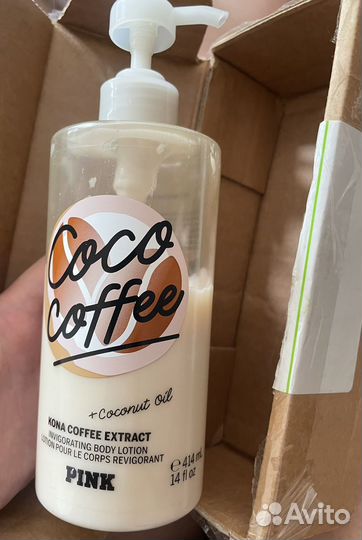 Coco
Coffee
+ Coconut Oil
KONA COFFEE EXTRACT
INVIGORATING BODY LOTION
LOTION POUR LE CORPS REVIGORANT
PINK
℮ 414 mL
14 fl oz
Avito